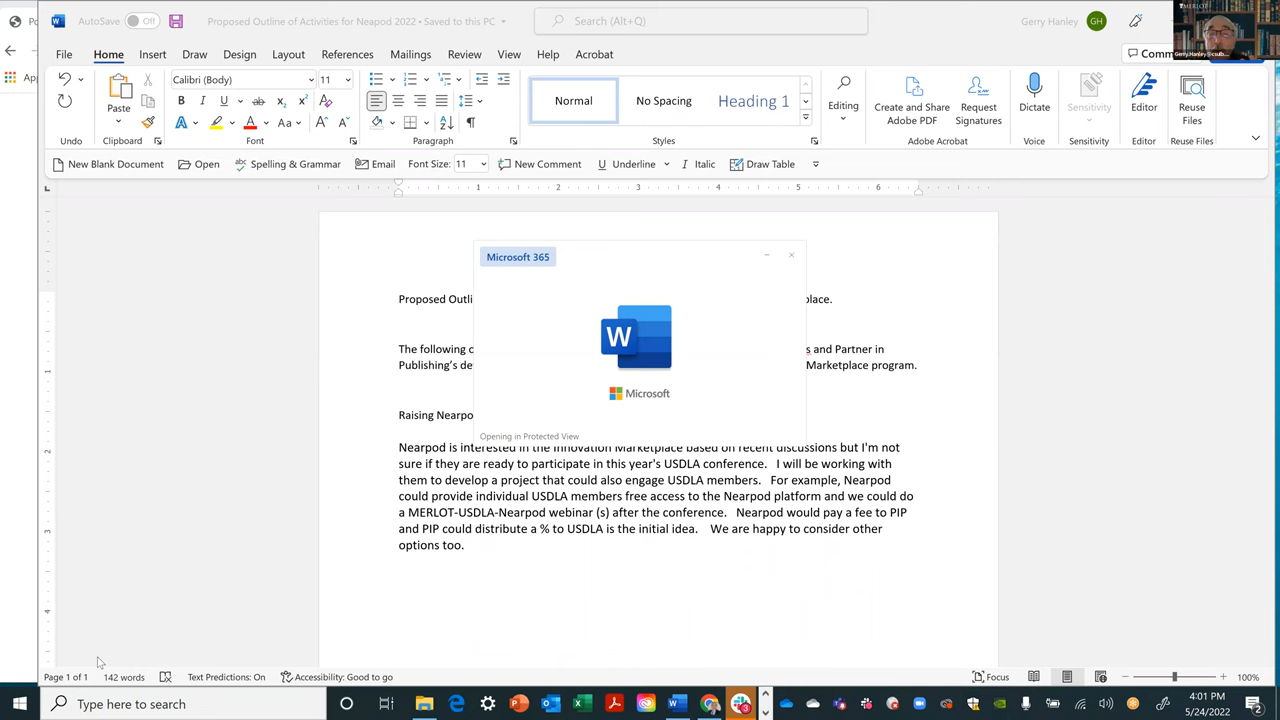 AutoSave Off Proposed Outline of Activities for Neapod 2022 • Saved to this PC Search (Alt+Q) Gerry Hanley GH
MERLOT
Gerry Hanley @csulb....
File Home Insert Draw Design Layout References Mailings Review View Help Acrobat
Calibri (Body) 11
Normal No Spacing Heading 1
Paste
Editing
Create and Share
Adobe PDF
Request
Signatures
Dictate
Sensitivity
Editor
Reuse
Files
Undo Clipboard Font Paragraph Styles Adobe Acrobat Voice Sensitivity Editor Reuse Files
New Blank Document Open Spelling & Grammar Email Font Size: 11 New Comment Underline Italic Draw Table
1 2 3 4 5 6
Microsoft 365
W
Microsoft
Opening in Protected View
Proposed Outli place.
The following o s and Partner in
Publishing's de Marketplace program.
Raising Nearpo
Nearpod is interested in the Innovation Marketplace based on recent discussions but I'm not
sure if they are ready to participate in this year's USDLA conference. I will be working with
them to develop a project that could also engage USDLA members. For example, Nearpod
could provide individual USDLA members free access to the Nearpod platform and we could do
a MERLOT-USDLA-Nearpod webinar (s) after the conference. Nearpod would pay a fee to PIP
and PIP could distribute a % to USDLA is the initial idea. We are happy to consider other
options too.
Page 1 of 1 142 words Text Predictions: On Accessibility: Good to go Focus 100%
Type here to search
4:01 PM
5/24/2022
2